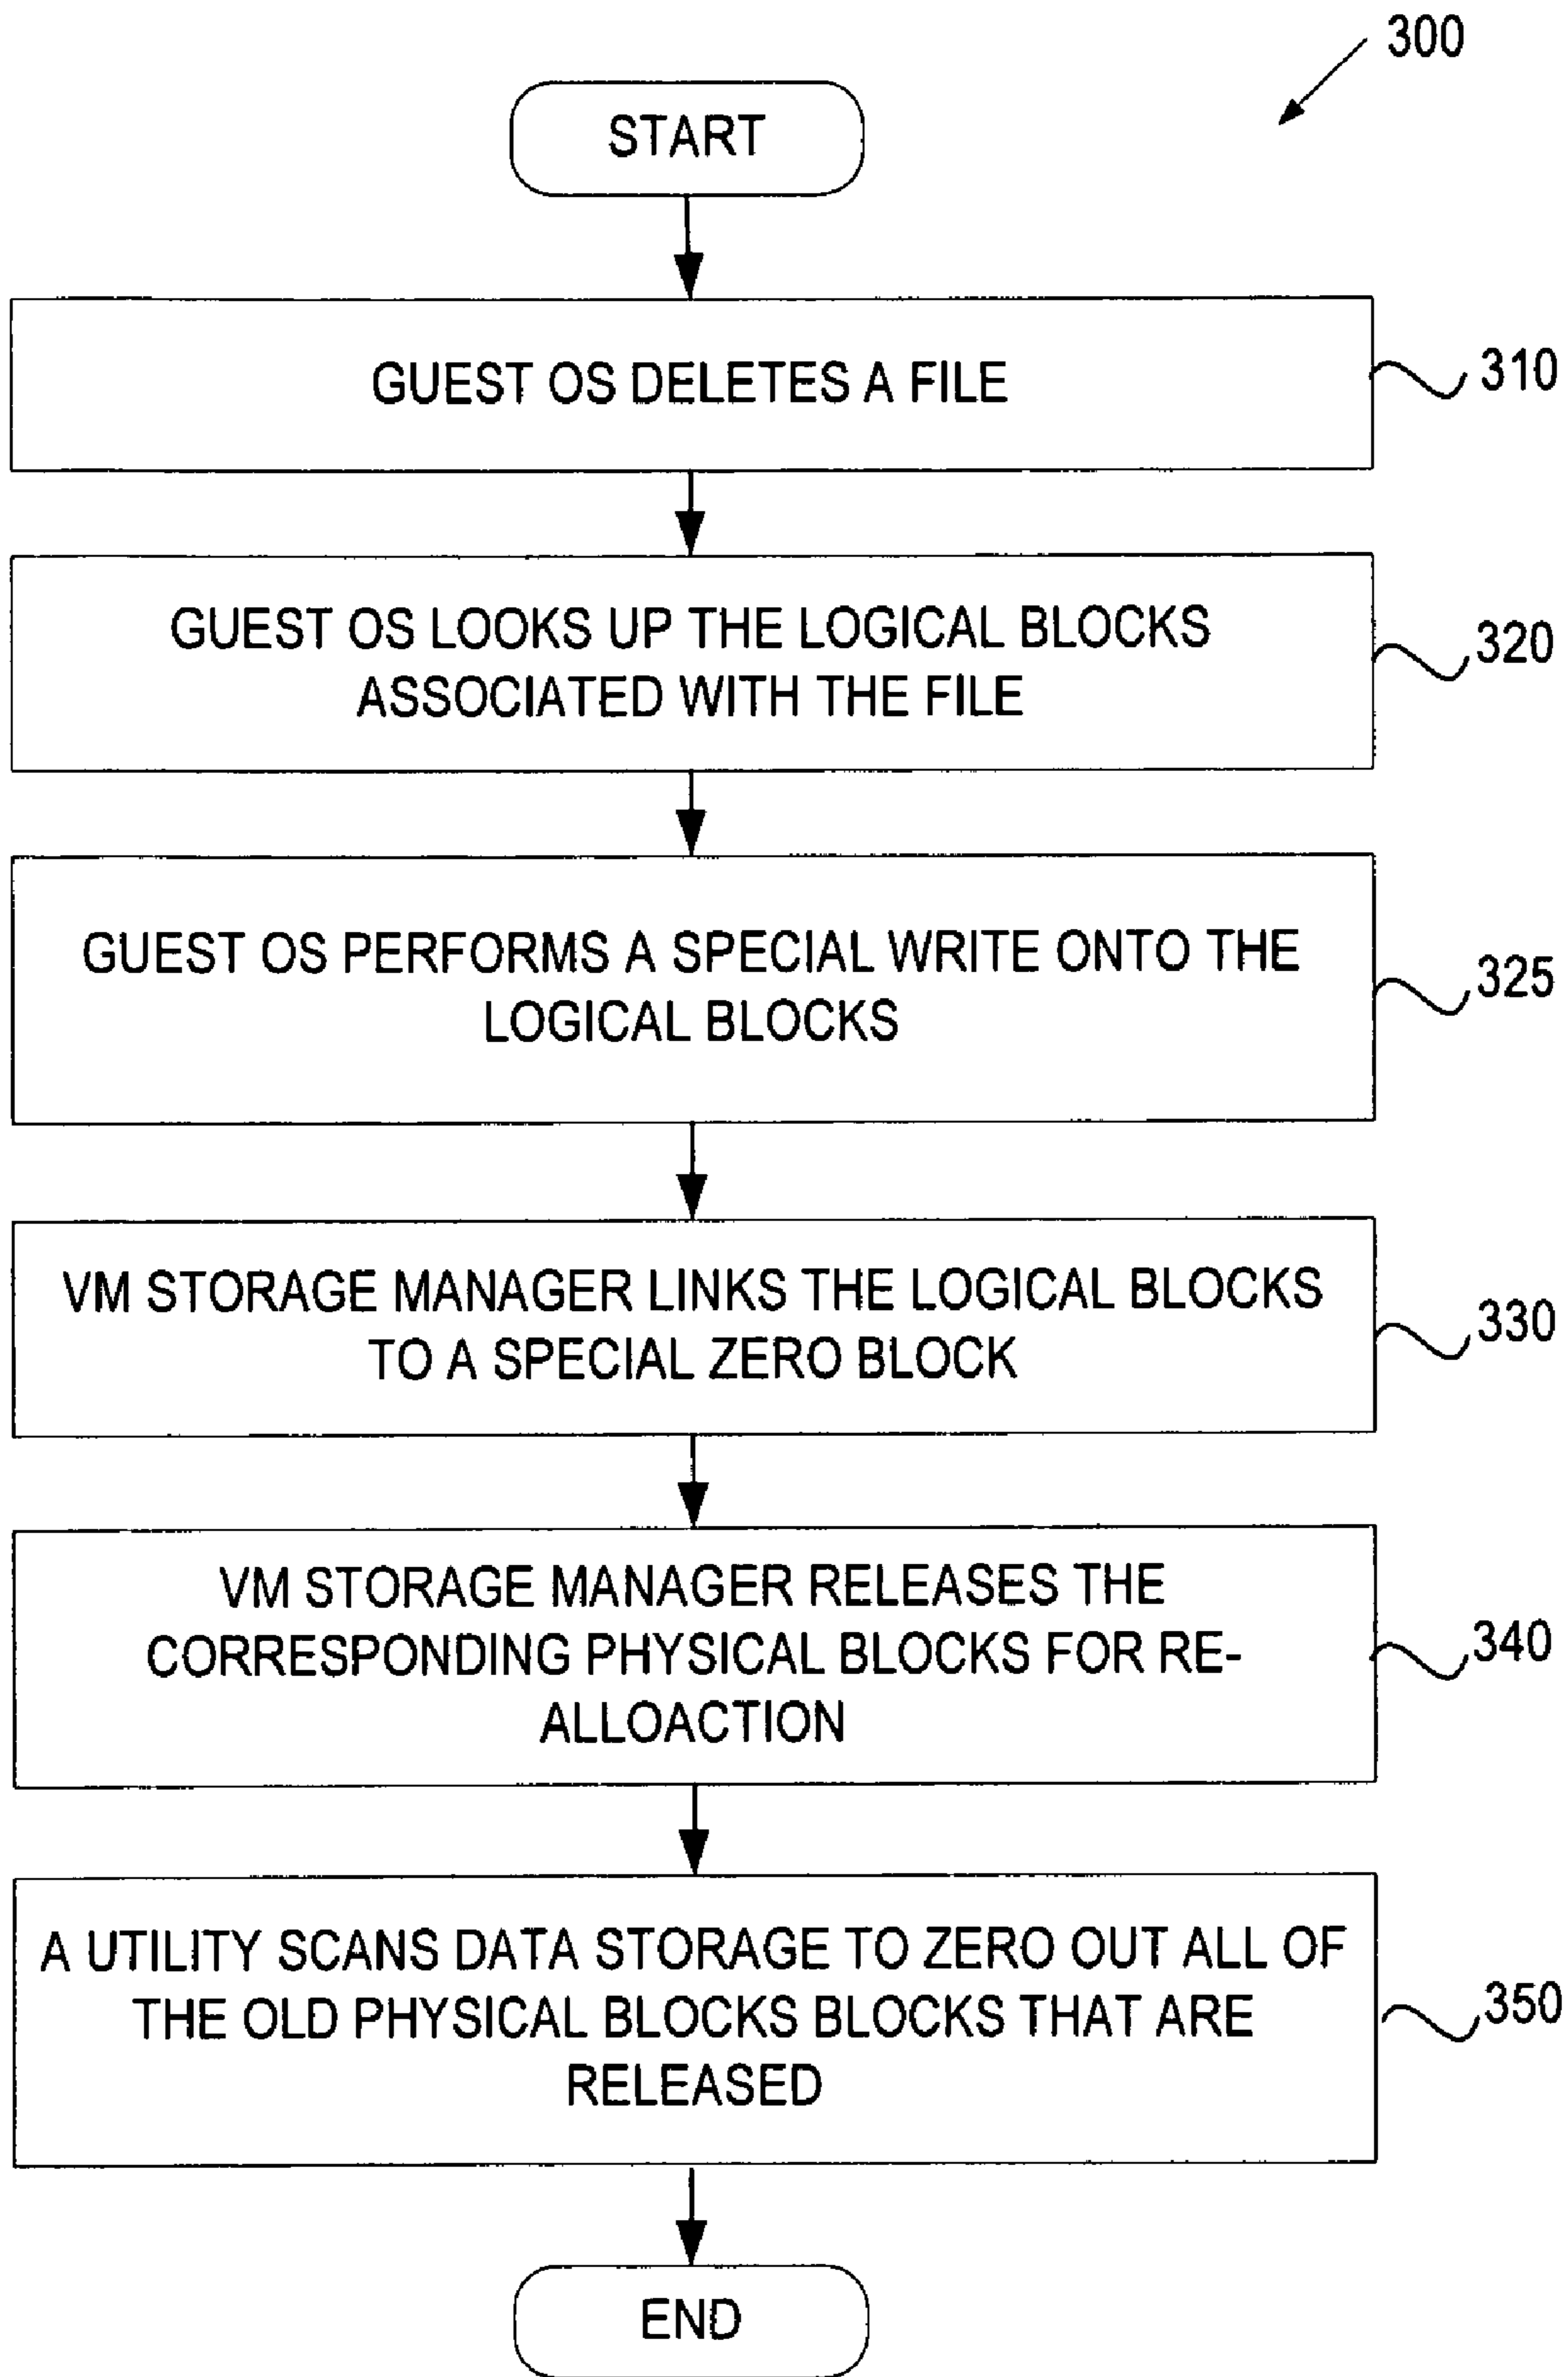 300
START
GUEST OS DELETES A FILE
310
GUEST OS LOOKS UP THE LOGICAL BLOCKS
ASSOCIATED WITH THE FILE
320
GUEST OS PERFORMS A SPECIAL WRITE ONTO THE
LOGICAL BLOCKS
325
VM STORAGE MANAGER LINKS THE LOGICAL BLOCKS
TO A SPECIAL ZERO BLOCK
330
VM STORAGE MANAGER RELEASES THE
CORRESPONDING PHYSICAL BLOCKS FOR RE-
ALLOACTION
340
A UTILITY SCANS DATA STORAGE TO ZERO OUT ALL OF
THE OLD PHYSICAL BLOCKS BLOCKS THAT ARE
RELEASED
350
END